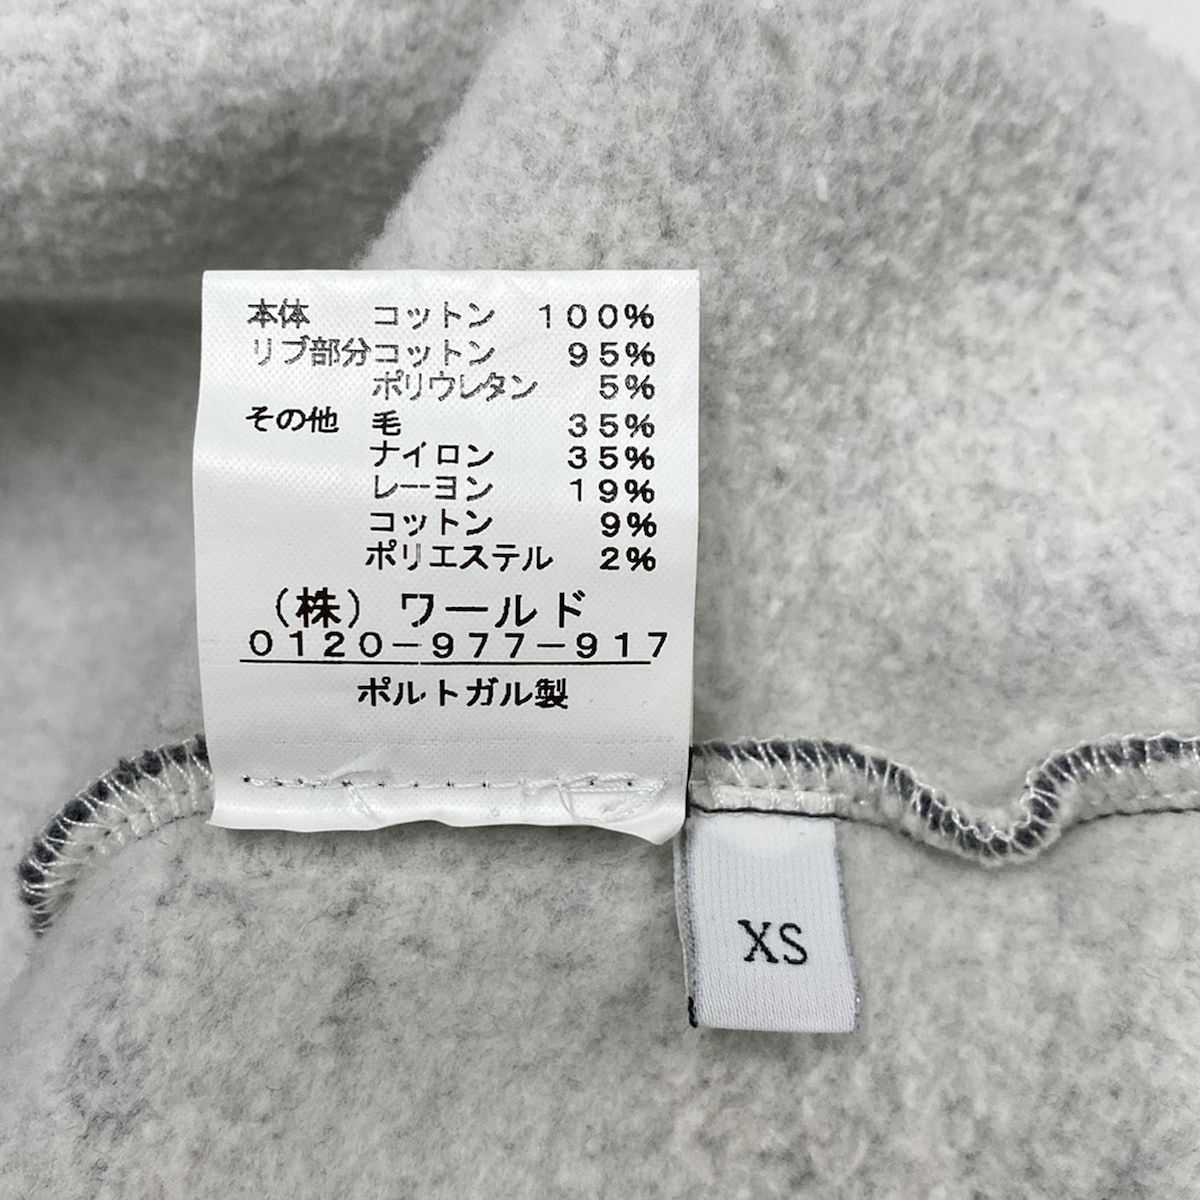 本体 コットン 100%
リブ部分コットン 95%
ポリウレタン 5%
その他 毛 35%
ナイロン 35%
レーヨン 19%
コットン 9%
ポリエステル 2%
(株) ワールド
0120-977-917
ポルトガル製
XS